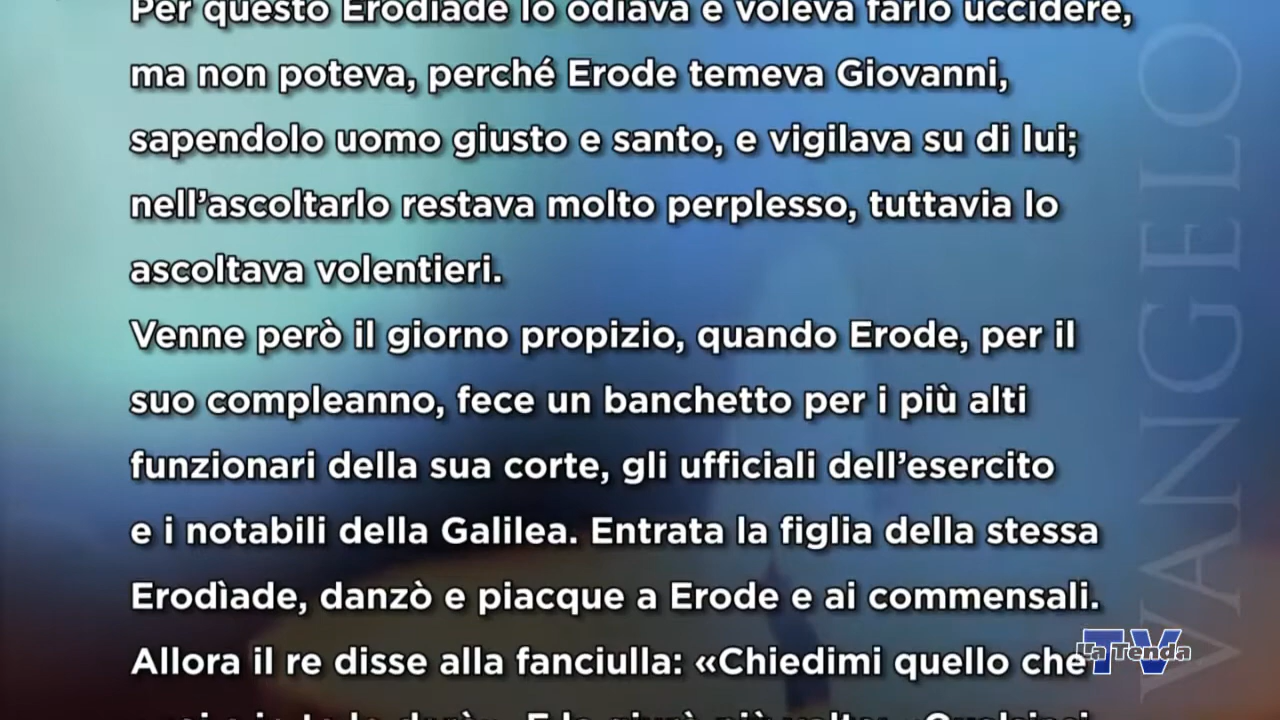 Per questo Erodìade lo odiava e voleva farlo uccidere,
ma non poteva, perché Erode temeva Giovanni,
sapendolo uomo giusto e santo, e vigilava su di lui;
nell'ascoltarlo restava molto perplesso, tuttavia lo
ascoltava volentieri.
Venne però il giorno propizio, quando Erode, per il
suo compleanno, fece un banchetto per i più alti
funzionari della sua corte, gli ufficiali dell'esercito
e i notabili della Galilea. Entrata la figlia della stessa
Erodìade, danzò e piacque a Erode e ai commensali.
Allora il re disse alla fanciulla: «Chiedimi quello che
VANGELO
TV
La Tenda